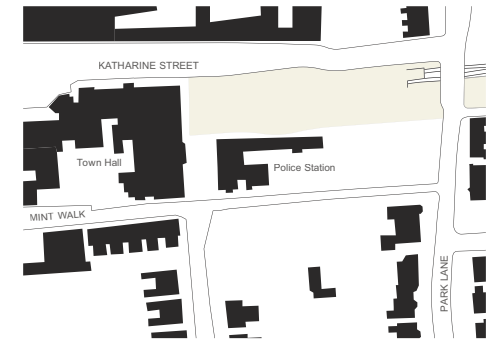 KATHARINE STREET
Town Hall
Police Station
MINT WALK
PARK LANE